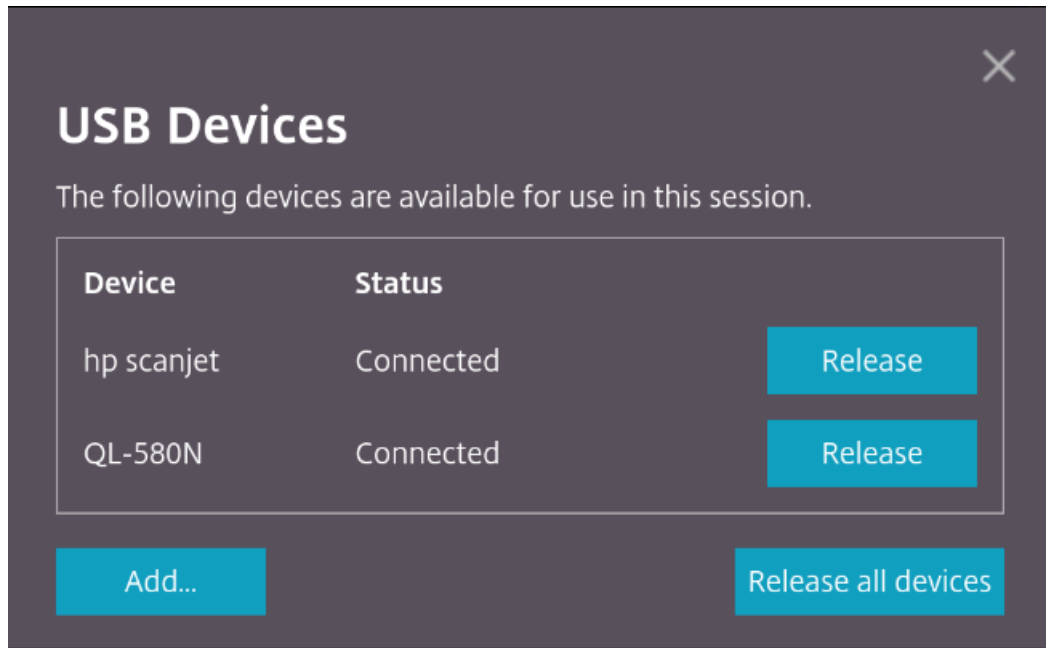 USB Devices
The following devices are available for use in this session.
Device Status
hp scanjet Connected Release
QL-580N Connected Release
Add... Release all devices